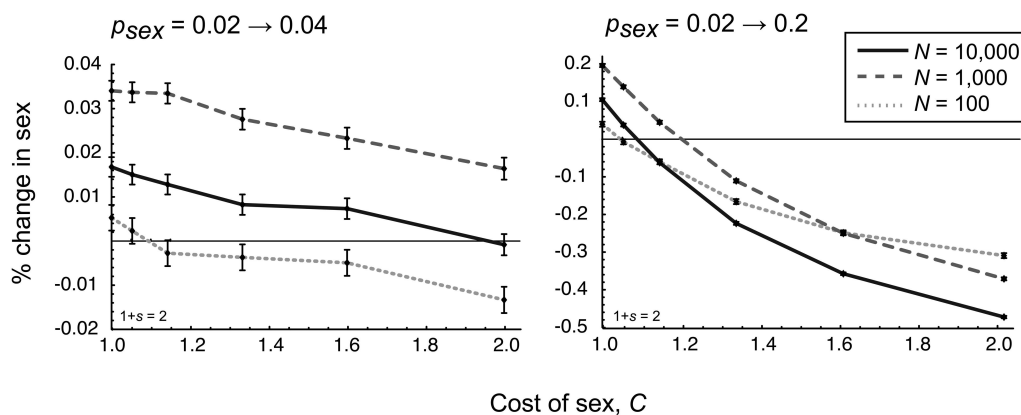 p_sex = 0.02 → 0.04
p_sex = 0.02 → 0.2
N = 10,000
N = 1,000
N = 100
% change in sex
0.04
0.03
0.02
0.01
-0.01
-0.02
1+s = 2
1.0 1.2 1.4 1.6 1.8 2.0
0.2
0.1
-0.1
-0.2
-0.3
-0.4
-0.5
1+s = 2
1.0 1.2 1.4 1.6 1.8 2.0
Cost of sex, C